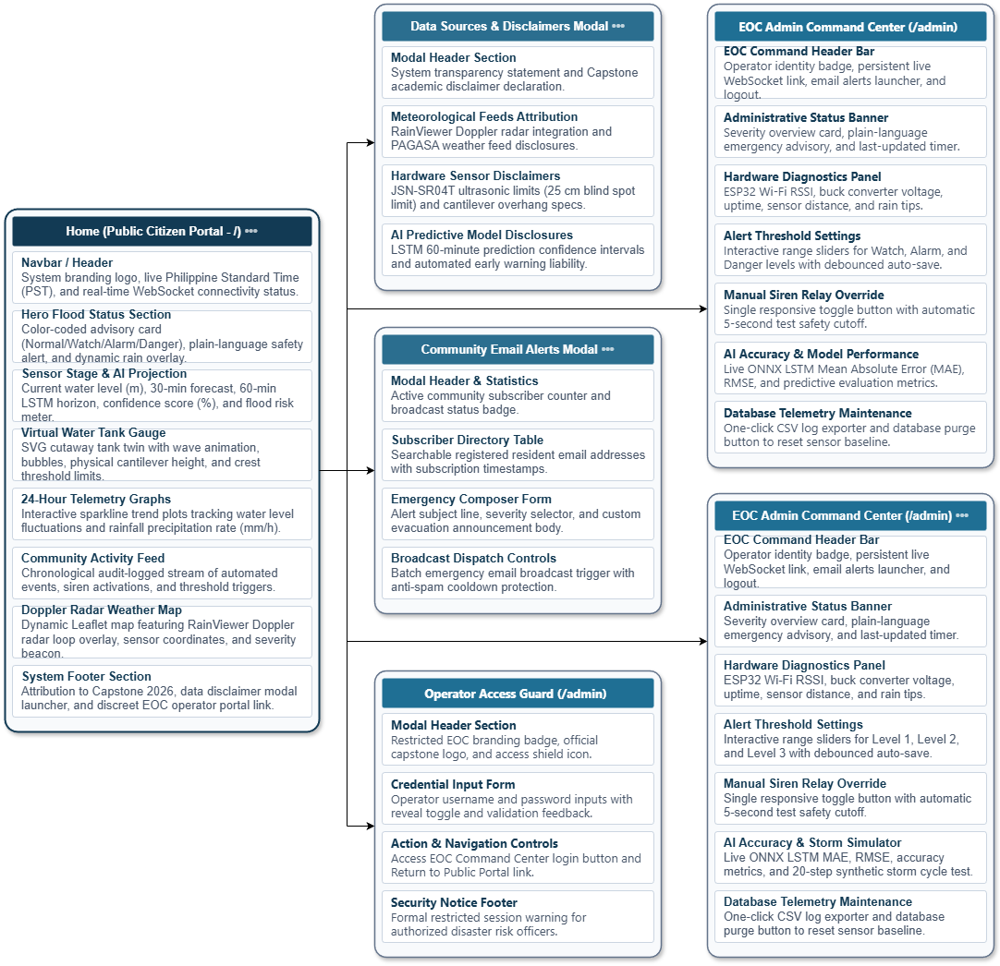 Home (Public Citizen Portal - /) •••
Navbar / Header
System branding logo, live Philippine Standard Time
(PST), and real-time WebSocket connectivity status.
Hero Flood Status Section
Color-coded advisory card
(Normal/Watch/Alarm/Danger), plain-language safety
alert, and dynamic rain overlay.
Sensor Stage & AI Projection
Current water level (m), 30-min forecast, 60-min
LSTM horizon, confidence score (%), and flood risk
meter.
Virtual Water Tank Gauge
SVG cutaway tank twin with wave animation,
bubbles, physical cantilever height, and crest
threshold limits.
24-Hour Telemetry Graphs
Interactive sparkline trend plots tracking water level
fluctuations and rainfall precipitation rate (mm/h).
Community Activity Feed
Chronological audit-logged stream of automated
events, siren activations, and threshold triggers.
Doppler Radar Weather Map
Dynamic Leaflet map featuring RainViewer Doppler
radar loop overlay, sensor coordinates, and severity
beacon.
System Footer Section
Attribution to Capstone 2026, data disclaimer modal
launcher, and discreet EOC operator portal link.
Data Sources & Disclaimers Modal •••
Modal Header Section
System transparency statement and Capstone
academic disclaimer declaration.
Meteorological Feeds Attribution
RainViewer Doppler radar integration and
PAGASA weather feed disclosures.
Hardware Sensor Disclaimers
JSN-SR04T ultrasonic limits (25 cm blind spot
limit) and cantilever overhang specs.
AI Predictive Model Disclosures
LSTM 60-minute prediction confidence intervals
and automated early warning liability.
Community Email Alerts Modal •••
Modal Header & Statistics
Active community subscriber counter and
broadcast status badge.
Subscriber Directory Table
Searchable registered resident email addresses
with subscription timestamps.
Emergency Composer Form
Alert subject line, severity selector, and custom
evacuation announcement body.
Broadcast Dispatch Controls
Batch emergency email broadcast trigger with
anti-spam cooldown protection.
Operator Access Guard (/admin)
Modal Header Section
Restricted EOC branding badge, official
capstone logo, and access shield icon.
Credential Input Form
Operator username and password inputs with
reveal toggle and validation feedback.
Action & Navigation Controls
Access EOC Command Center login button and
Return to Public Portal link.
Security Notice Footer
Formal restricted session warning for
authorized disaster risk officers.
EOC Admin Command Center (/admin)
EOC Command Header Bar
Operator identity badge, persistent live
WebSocket link, email alerts launcher, and
logout.
Administrative Status Banner
Severity overview card, plain-language
emergency advisory, and last-updated timer.
Hardware Diagnostics Panel
ESP32 Wi-Fi RSSI, buck converter voltage,
uptime, sensor distance, and rain tips.
Alert Threshold Settings
Interactive range sliders for Watch, Alarm, and
Danger levels with debounced auto-save.
Manual Siren Relay Override
Single responsive toggle button with automatic
5-second test safety cutoff.
AI Accuracy & Model Performance
Live ONNX LSTM Mean Absolute Error (MAE),
RMSE, and predictive evaluation metrics.
Database Telemetry Maintenance
One-click CSV log exporter and database purge
button to reset sensor baseline.
EOC Admin Command Center (/admin) •••
EOC Command Header Bar
Operator identity badge, persistent live
WebSocket link, email alerts launcher, and
logout.
Administrative Status Banner
Severity overview card, plain-language
emergency advisory, and last-updated timer.
Hardware Diagnostics Panel
ESP32 Wi-Fi RSSI, buck converter voltage,
uptime, sensor distance, and rain tips.
Alert Threshold Settings
Interactive range sliders for Level 1, Level 2,
and Level 3 with debounced auto-save.
Manual Siren Relay Override
Single responsive toggle button with automatic
5-second test safety cutoff.
AI Accuracy & Storm Simulator
Live ONNX LSTM MAE, RMSE, accuracy
metrics, and 20-step synthetic storm cycle test.
Database Telemetry Maintenance
One-click CSV log exporter and database
purge button to reset sensor baseline.